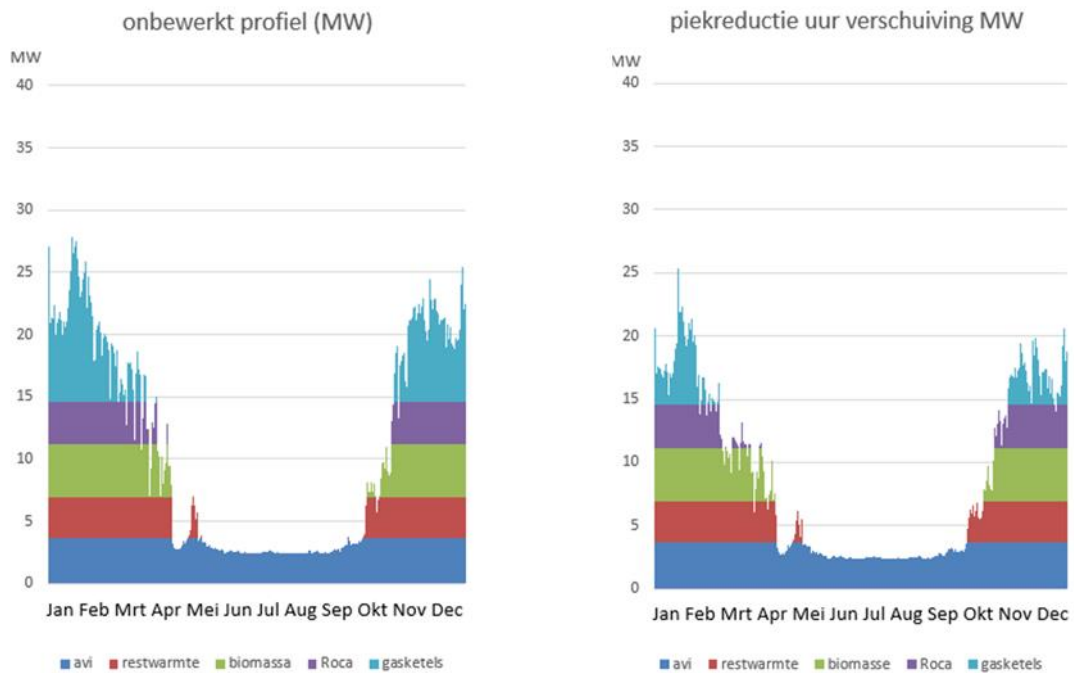 onbewerkt profiel (MW)
MW
40
35
30
25
20
15
10
5
0
Jan Feb Mrt Apr Mei Jun Jul Aug Sep Okt Nov Dec
avi restwarmte biomassa Roca gasketels
piekreductie uur verschuiving MW
MW
40
35
30
25
20
15
10
5
0
Jan Feb Mrt Apr Mei Jun Jul Aug Sep Okt Nov Dec
avi restwarmte biomasse Roca gasketels